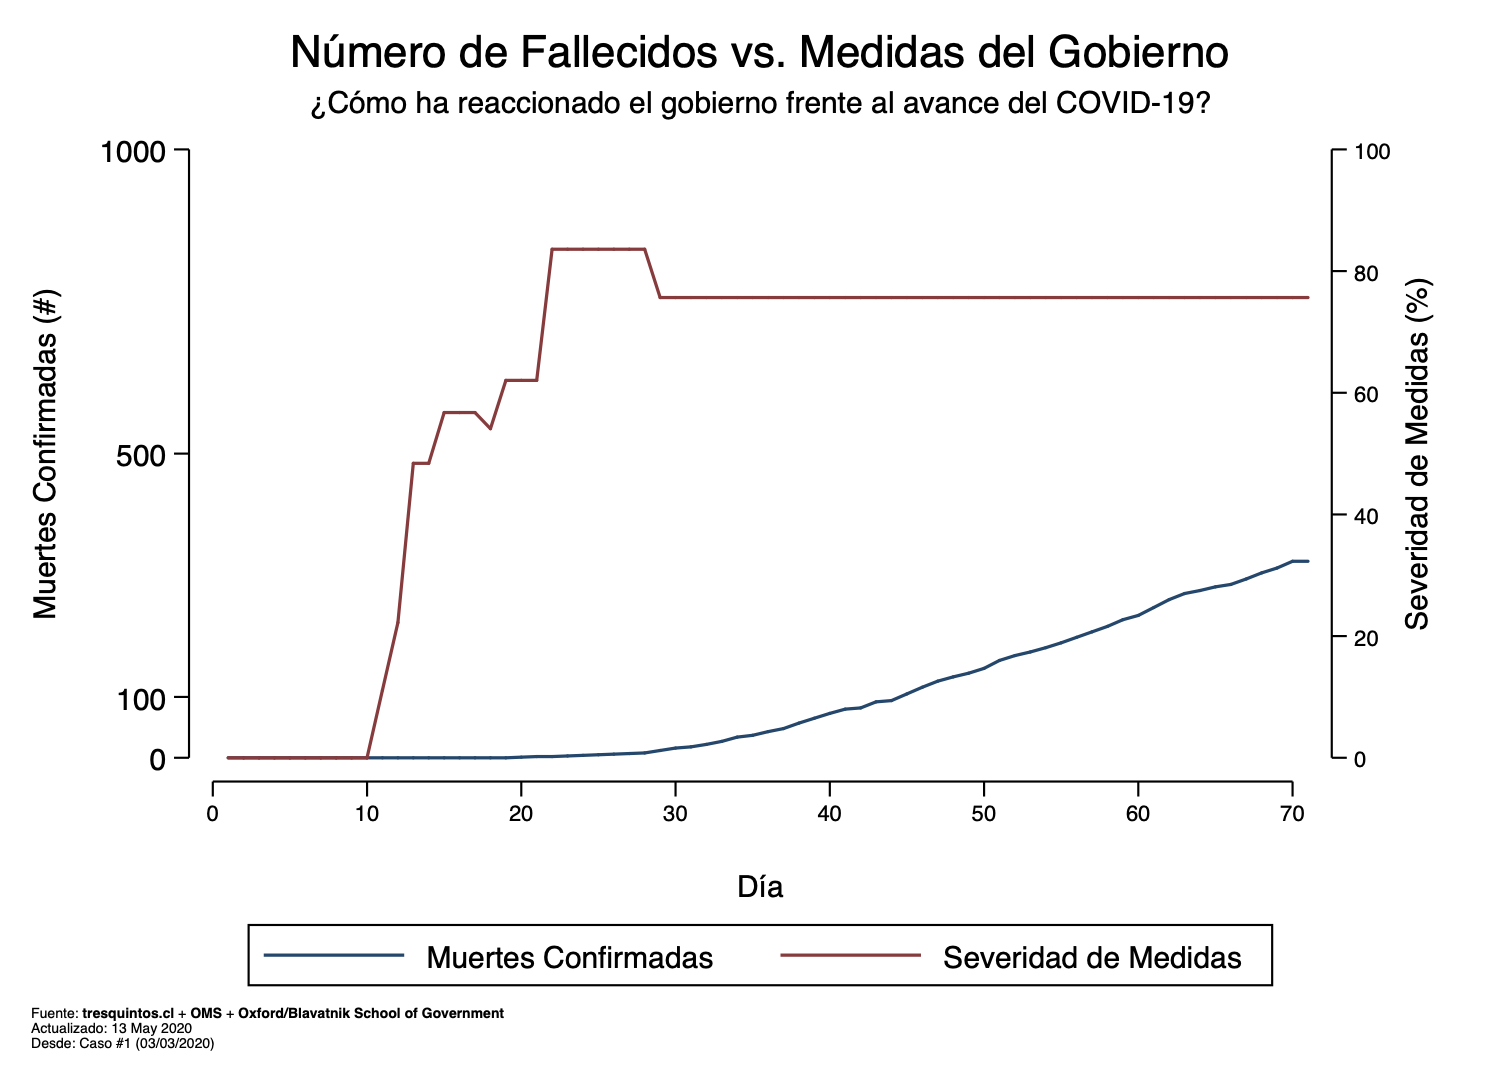 Número de Fallecidos vs. Medidas del Gobierno
¿Cómo ha reaccionado el gobierno frente al avance del COVID-19?
Muertes Confirmadas (#)
1000
500
100
0
Severidad de Medidas (%)
100
80
60
40
20
0
0 10 20 30 40 50 60 70
Día
Muertes Confirmadas Severidad de Medidas
Fuente: tresquintos.cl + OMS + Oxford/Blavatnik School of Government
Actualizado: 13 May 2020
Desde: Caso #1 (03/03/2020)